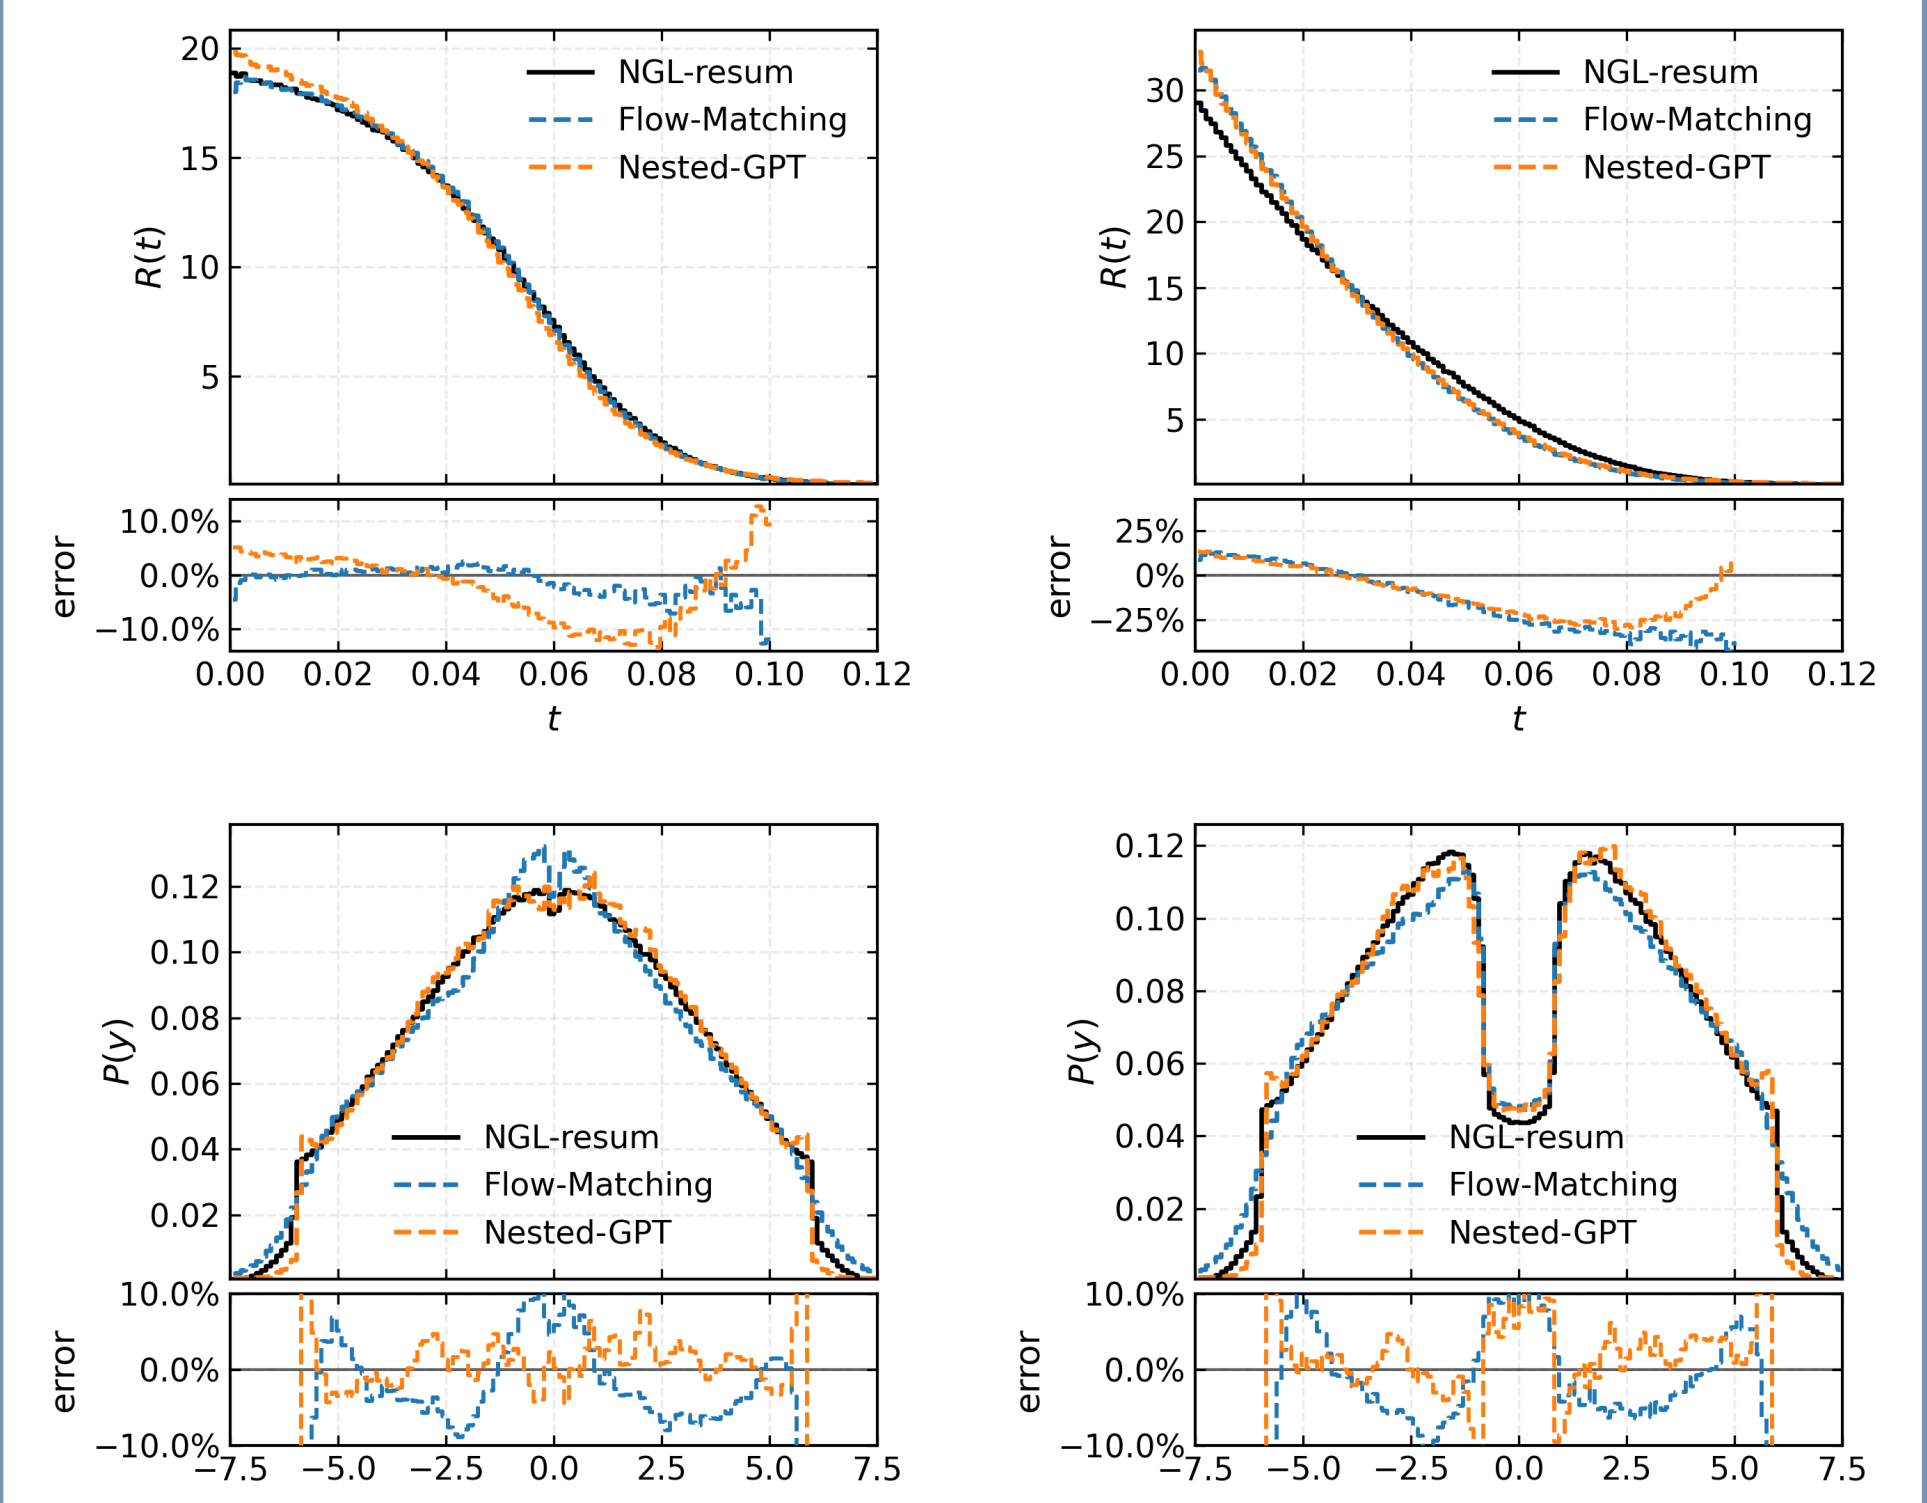 20
15
10
5
R(t)
NGL-resum
Flow-Matching
Nested-GPT
10.0%
0.0%
−10.0%
error
0.00 0.02 0.04 0.06 0.08 0.10 0.12
t
30
25
20
15
10
5
R(t)
NGL-resum
Flow-Matching
Nested-GPT
25%
0%
−25%
error
0.00 0.02 0.04 0.06 0.08 0.10 0.12
t
0.12
0.10
0.08
0.06
0.04
0.02
P(y)
NGL-resum
Flow-Matching
Nested-GPT
10.0%
0.0%
−10.0%
error
−7.5 −5.0 −2.5 0.0 2.5 5.0 7.5
0.12
0.10
0.08
0.06
0.04
0.02
P(y)
NGL-resum
Flow-Matching
Nested-GPT
10.0%
0.0%
−10.0%
error
−7.5 −5.0 −2.5 0.0 2.5 5.0 7.5